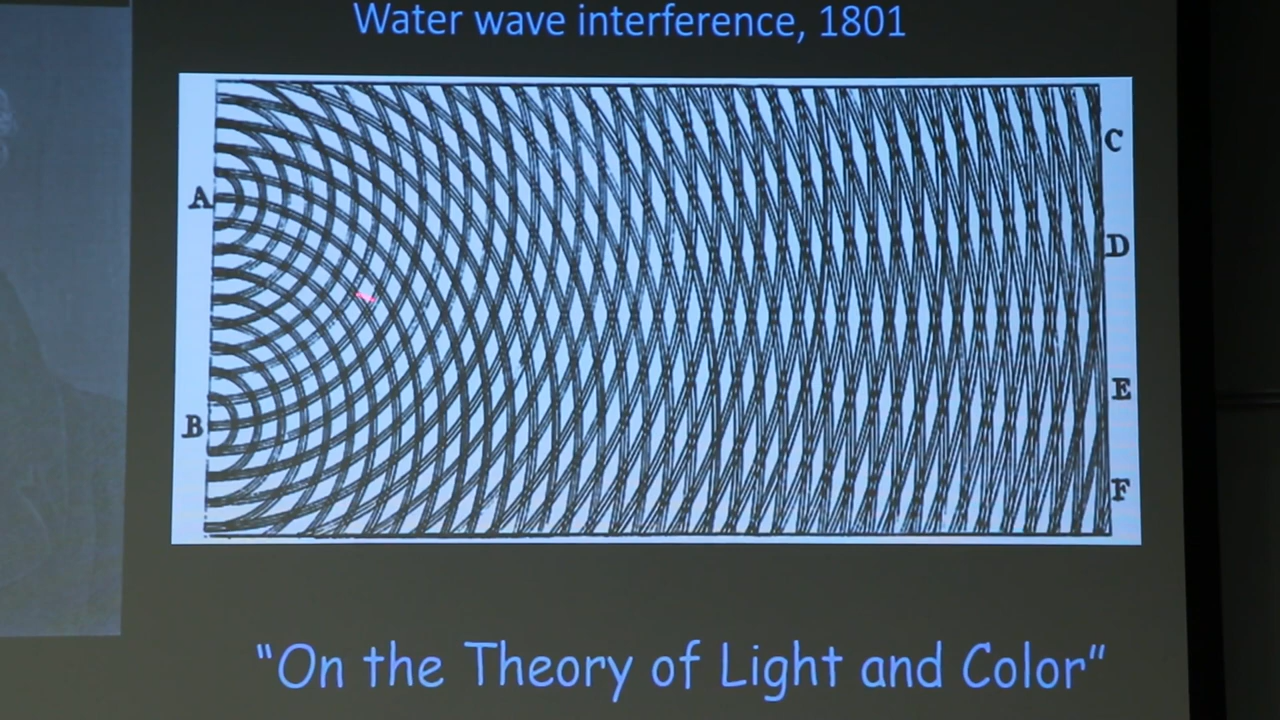 Water wave interference, 1801
A
B
C
D
E
F
“On the Theory of Light and Color”